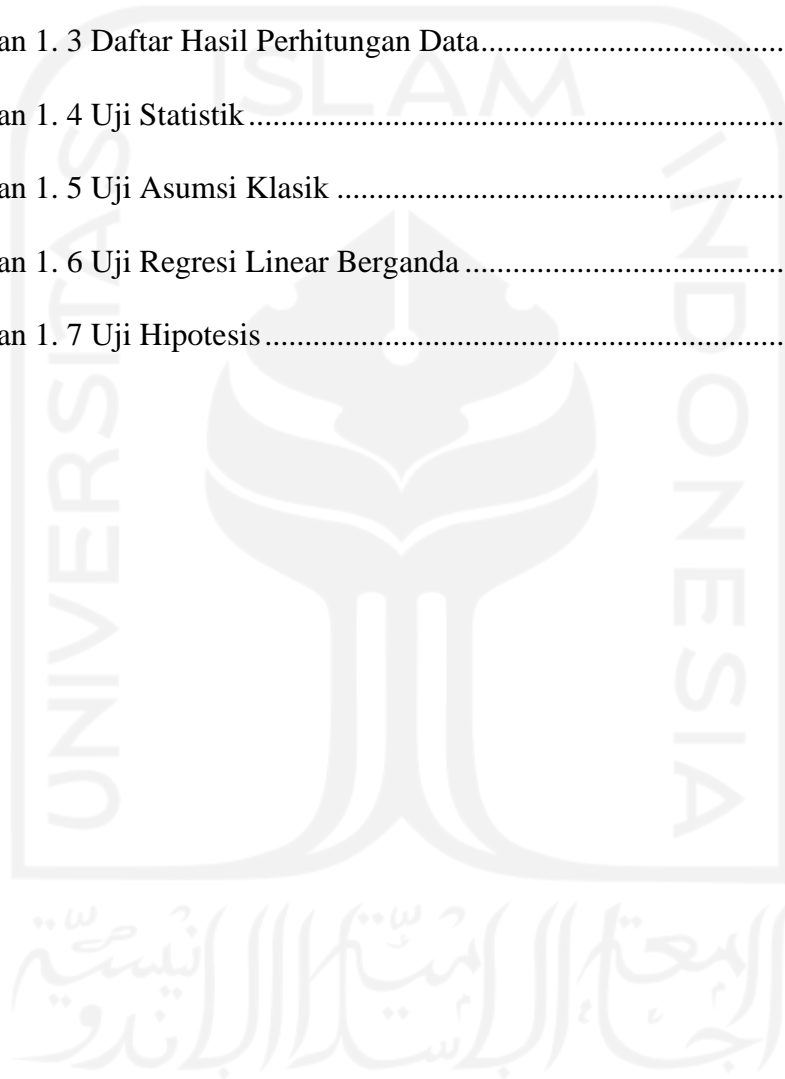 an 1. 3 Daftar Hasil Perhitungan Data.....................................
an 1. 4 Uji Statistik...................................................................
an 1. 5 Uji Asumsi Klasik ........................................................
an 1. 6 Uji Regresi Linear Berganda ........................................
an 1. 7 Uji Hipotesis.................................................................
ISLAM
UNIVERSITAS
INDONESIA